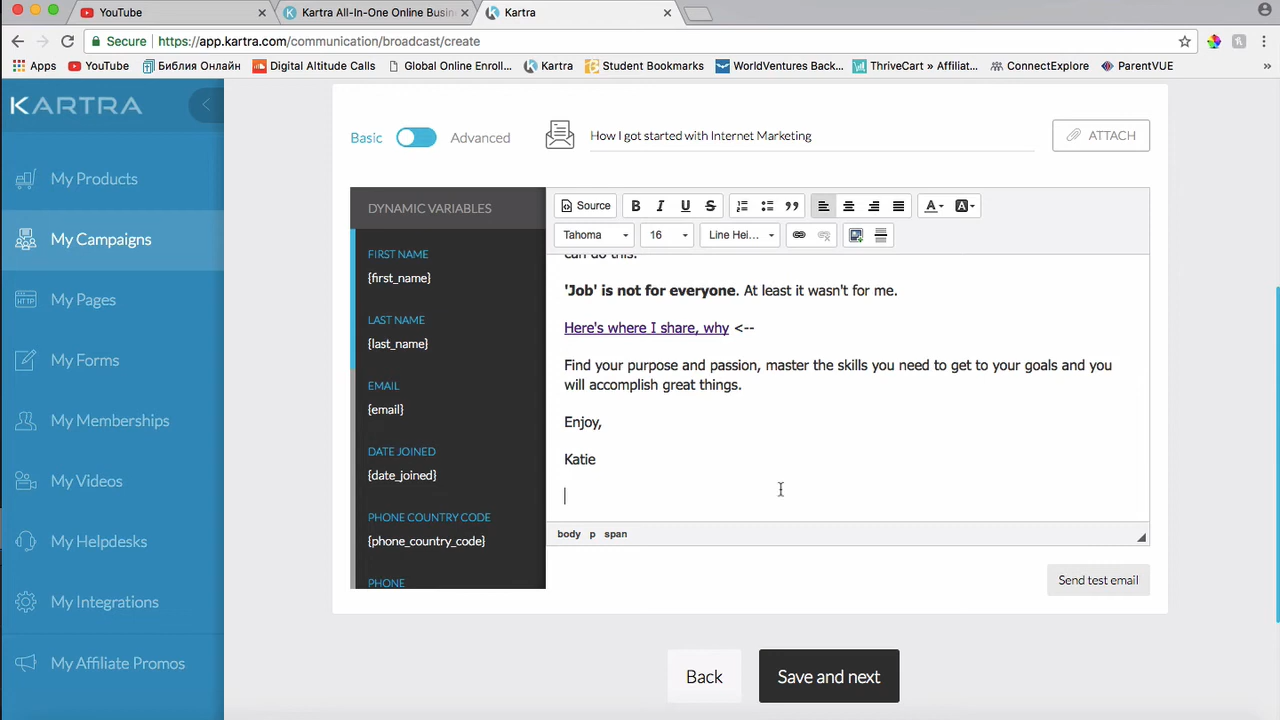 YouTube
Kartra All-In-One Online Busin
Kartra
Secure https://app.kartra.com/communication/broadcast/create
Apps YouTube Библия Онлайн Digital Altitude Calls Global Online Enroll... Kartra Student Bookmarks WorldVentures Back... ThriveCart » Affiliat... ConnectExplore ParentVUE »
KARTRA
My Products
My Campaigns
HTTP
My Pages
My Forms
My Memberships
My Videos
My Helpdesks
My Integrations
My Affiliate Promos
Basic Advanced
How I got started with Internet Marketing
ATTACH
DYNAMIC VARIABLES
FIRST NAME
{first_name}
LAST NAME
{last_name}
EMAIL
{email}
DATE JOINED
{date_joined}
PHONE COUNTRY CODE
{phone_country_code}
PHONE
Source B I U S A A
Tahoma 16 Line Hei...
can do this.
'Job' is not for everyone. At least it wasn't for me.
Here's where I share, why <--
Find your purpose and passion, master the skills you need to get to your goals and you
will accomplish great things.
Enjoy,
Katie
body p span
Send test email
Back
Save and next